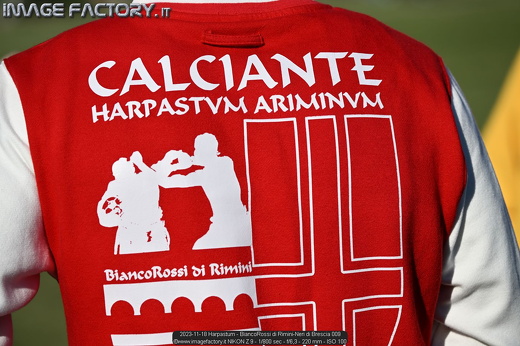 IMAGE FACTORY.IT
CALCIANTE
HARPASTVM ARIMINVM
BiancoRossi di Rimini
2023-11-18 Harpastum - BiancoRossi di Rimini-Neri di Brescia 009
©www.imagefactory.it NIKON Z 9 - 1/800 sec - f/6,3 - 220 mm - ISO 100